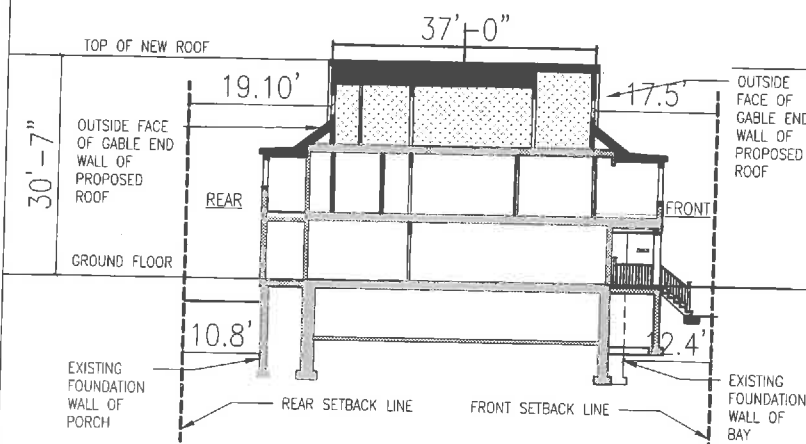 37'-0"
TOP OF NEW ROOF
19.10'
17.5'
OUTSIDE
FACE OF
GABLE END
WALL OF
PROPOSED
ROOF
OUTSIDE FACE
OF GABLE END
WALL OF
PROPOSED
ROOF
30'-7"
REAR
FRONT
GROUND FLOOR
10.8'
12.4'
EXISTING
FOUNDATION
WALL OF
PORCH
REAR SETBACK LINE
FRONT SETBACK LINE
EXISTING
FOUNDATION
WALL OF
BAY